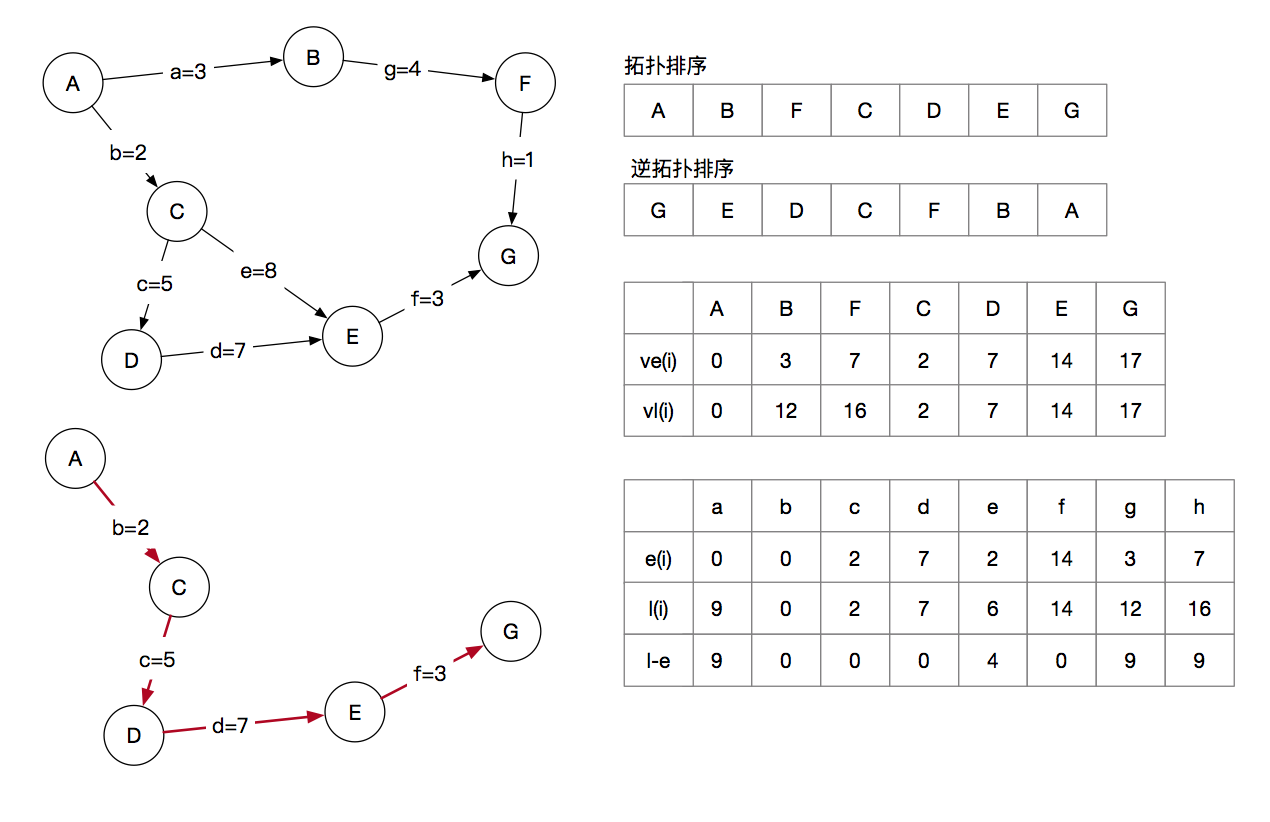 A
a=3
B
g=4
F
b=2
h=1
C
G
c=5
e=8
f=3
D
d=7
E
A
b=2
C
G
c=5
f=3
D
d=7
E
拓扑排序
A B F C D E G
逆拓扑排序
G E D C F B A
A B F C D E G
ve(i) 0 3 7 2 7 14 17
vl(i) 0 12 16 2 7 14 17
a b c d e f g h
e(i) 0 0 2 7 2 14 3 7
l(i) 9 0 2 7 6 14 12 16
l-e 9 0 0 0 4 0 9 9